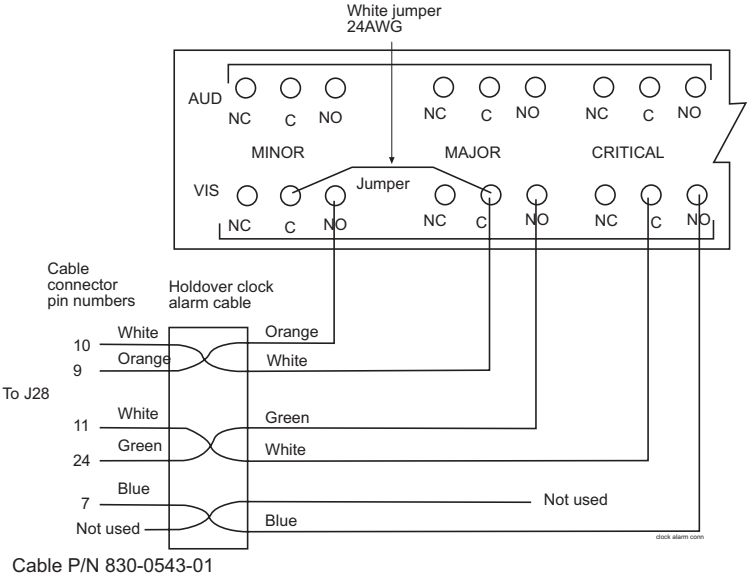 White jumper
24AWG
AUD
NC C NO NC C NO NC C NO
MINOR MAJOR CRITICAL
Jumper
VIS
NC C NO NC C NO NC C NO
Cable
connector
pin numbers
Holdover clock
alarm cable
10 White Orange
9 Orange White
To J28
11 White Green
24 Green White
7 Blue Not used
Not used Blue
clock alarm conn
Cable P/N 830-0543-01